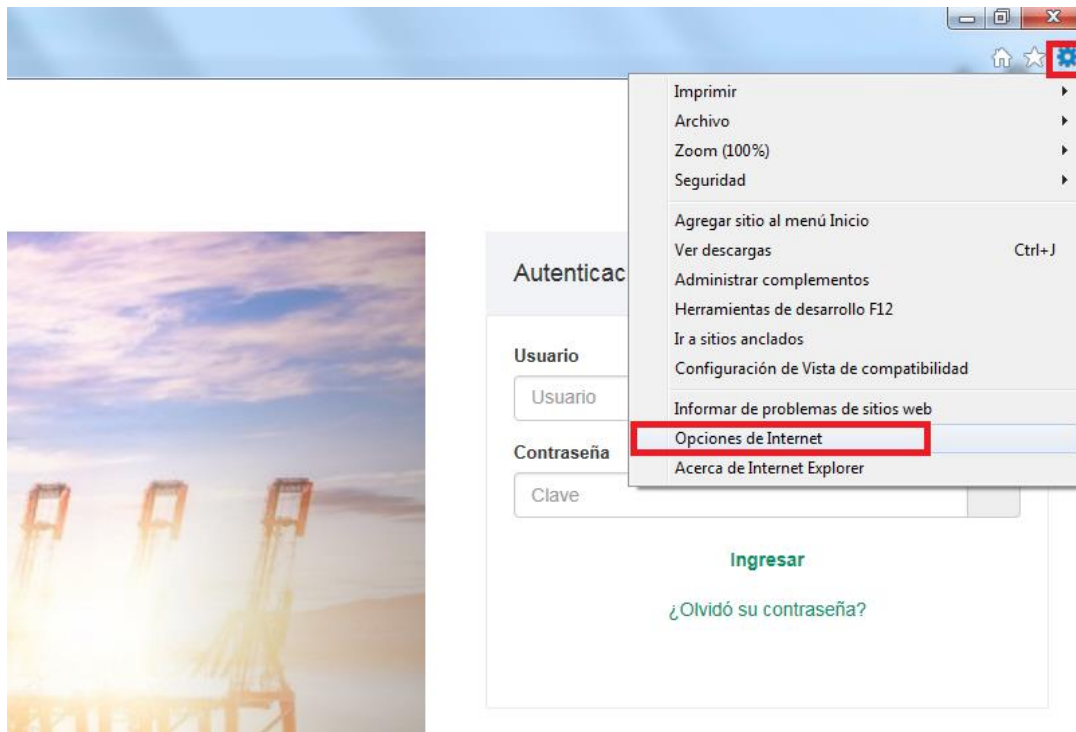 Imprimir
Archivo
Zoom (100%)
Seguridad
Agregar sitio al menú Inicio
Ver descargas Ctrl+J
Administrar complementos
Herramientas de desarrollo F12
Ir a sitios anclados
Configuración de Vista de compatibilidad
Informar de problemas de sitios web
Opciones de Internet
Acerca de Internet Explorer
Autenticac
Usuario
Usuario
Contraseña
Clave
Ingresar
¿Olvidó su contraseña?